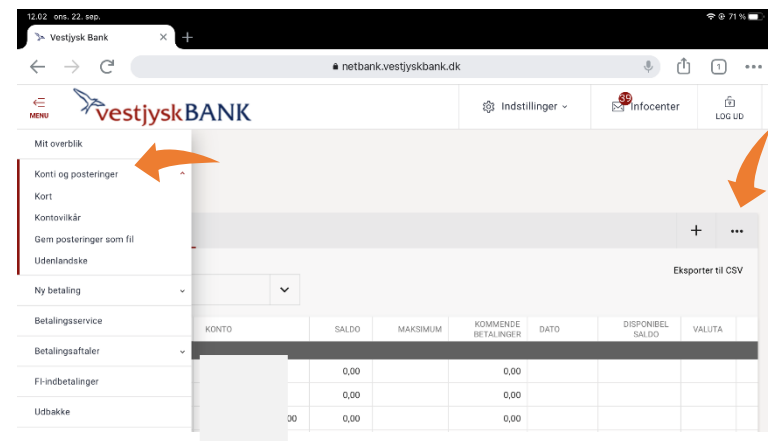 12.02 ons. 22. sep.
71 %
Vestjysk Bank
netbank.vestjyskbank.dk
1
MENU
vestjyskBANK
Indstillinger
39
Infocenter
LOG UD
Mit overblik
Konti og posteringer
Kort
Kontovilkår
Gem posteringer som fil
Udenlandske
Eksporter til CSV
Ny betaling
Betalingsservice
KONTO SALDO MAKSIMUM KOMMENDE BETALINGER DATO DISPONIBEL SALDO VALUTA
Betalingsaftaler
0,00 0,00
FI-indbetalinger
0,00 0,00
Udbakke
00 0,00 0,00